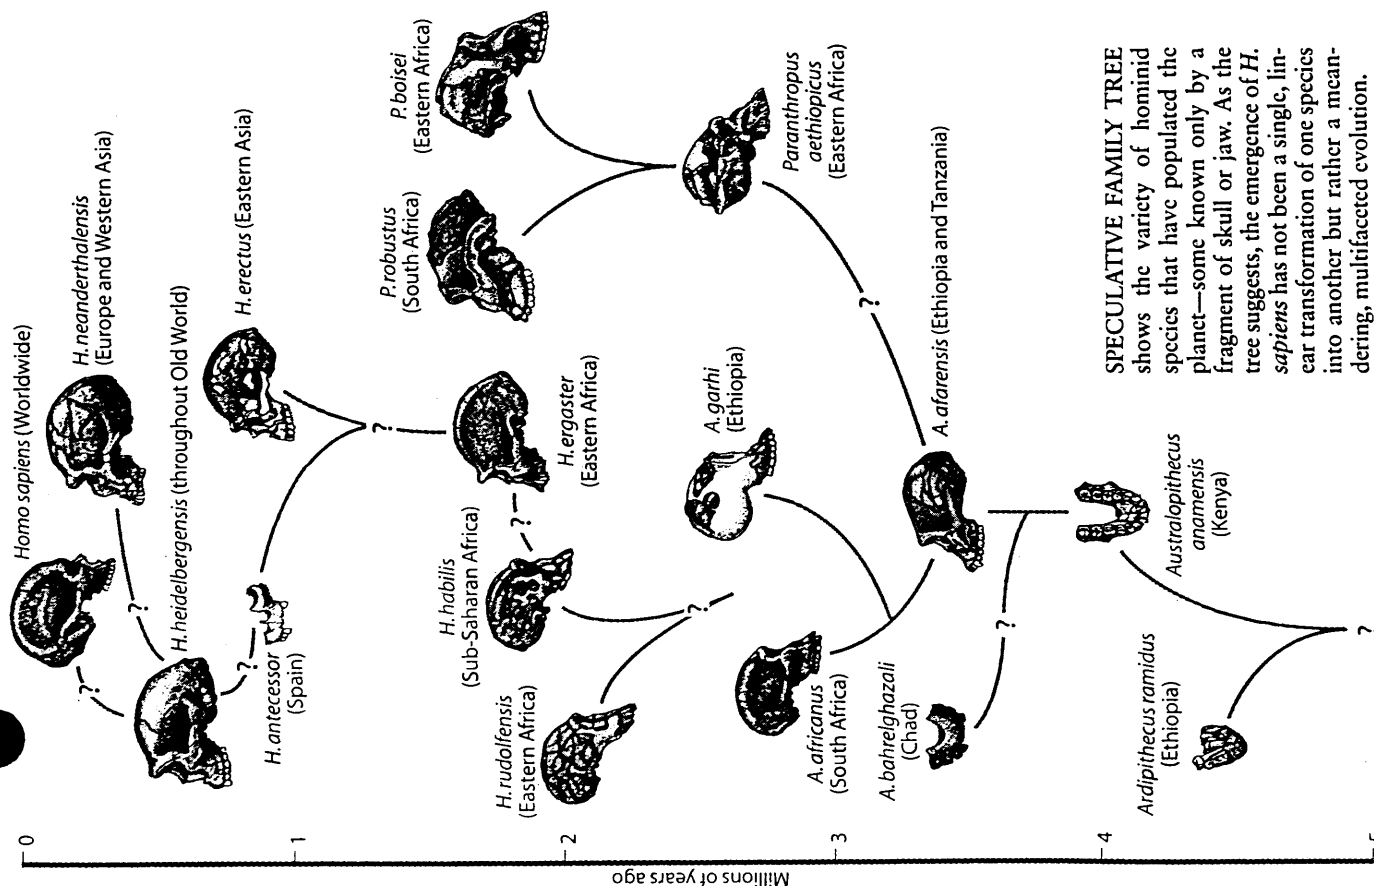 0
Homo sapiens (Worldwide)
H. neanderthalensis
(Europe and Western Asia)
H. heidelbergensis (throughout Old World)
H. erectus (Eastern Asia)
H. antecessor
(Spain)
1
P. robustus
(South Africa)
P. boisei
(Eastern Africa)
H. habilis
(Sub-Saharan Africa)
H. ergaster
(Eastern Africa)
H. rudolfensis
(Eastern Africa)
2
A. garhi
(Ethiopia)
Paranthropus
aethiopicus
(Eastern Africa)
A. africanus
(South Africa)
3
A. bahrelghazali
(Chad)
A. afarensis (Ethiopia and Tanzania)
Australopithecus
anamensis
(Kenya)
4
Ardipithecus ramidus
(Ethiopia)
5
?
?
?
?
?
?
?
?
?
Millions of years ago
SPECULATIVE FAMILY TREE
shows the variety of hominid
species that have populated the
planet—some known only by a
fragment of skull or jaw. As the
tree suggests, the emergence of H.
sapiens has not been a single, lin-
ear transformation of one species
into another but rather a mean-
dering, multifaceted evolution.